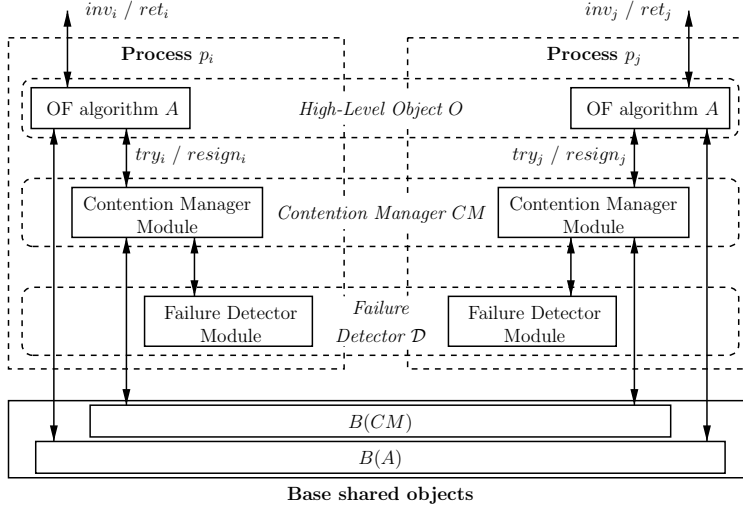 inv_i / ret_i
inv_j / ret_j
Process p_i
Process p_j
OF algorithm A
High-Level Object O
OF algorithm A
try_i / resign_i
try_j / resign_j
Contention Manager
Module
Contention Manager CM
Contention Manager
Module
Failure Detector
Module
Failure
Detector 𝒟
Failure Detector
Module
B(CM)
B(A)
Base shared objects